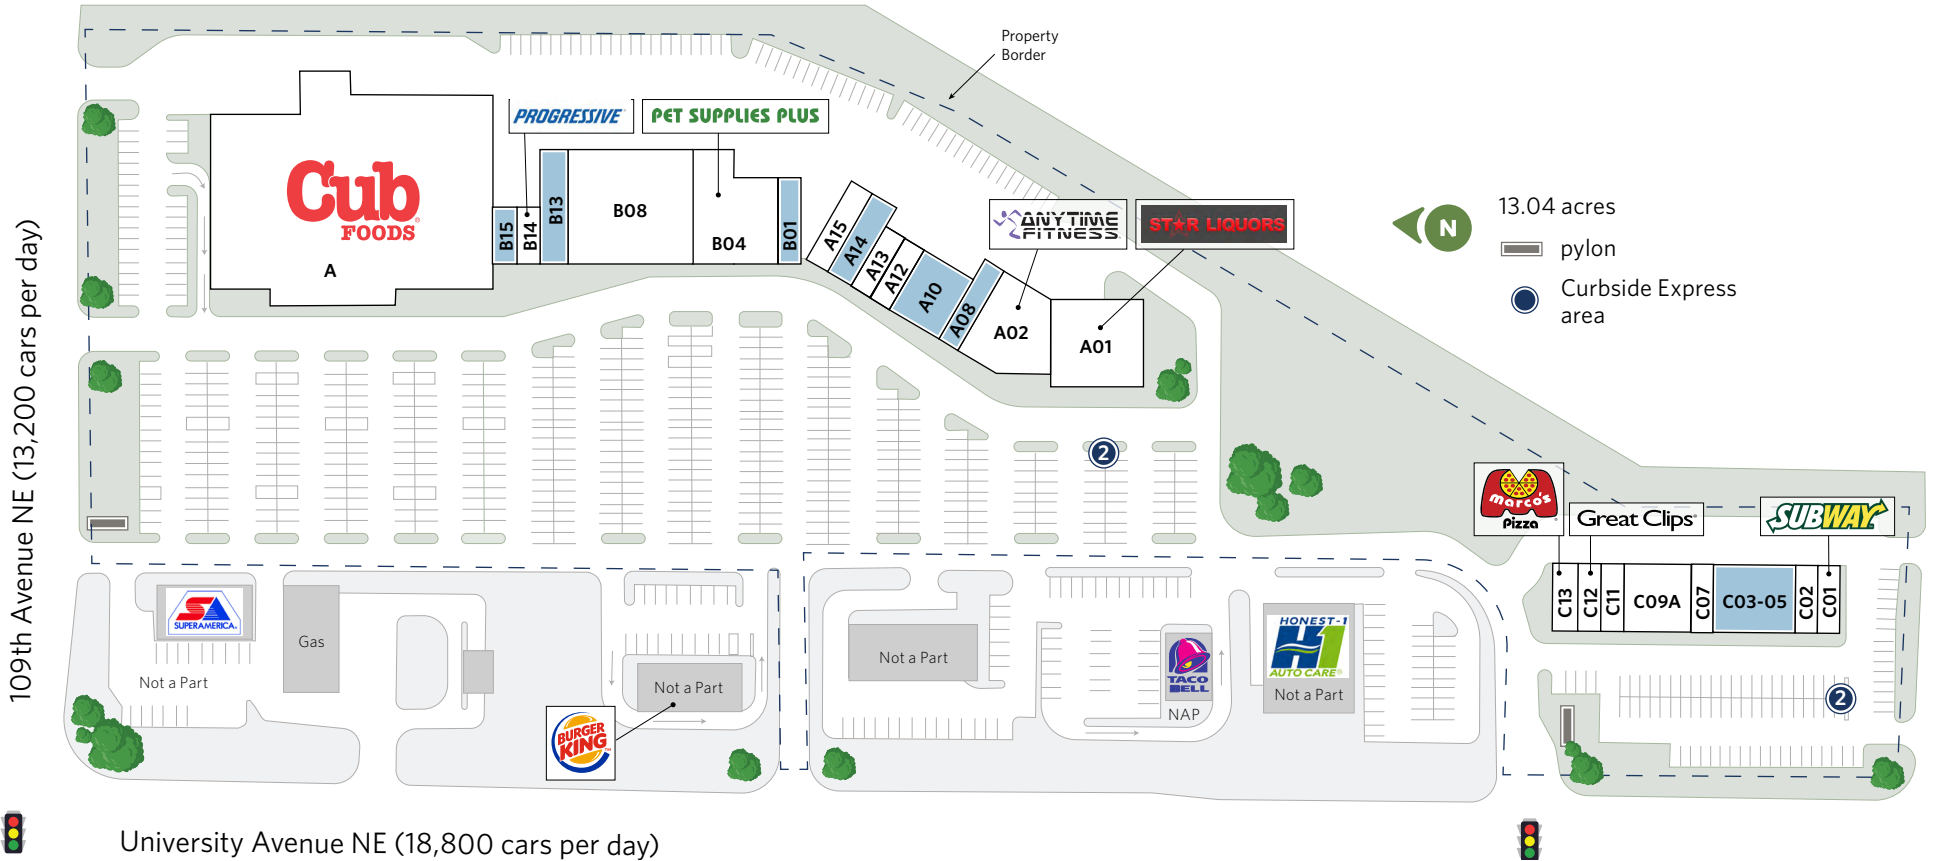 Property
Border
PROGRESSIVE
PET SUPPLIES PLUS
Cub
FOODS
A
B15
B14
B13
B08
B04
B01
A15
A14
A13
A12
A10
A08
A02
A01
ANYTIME
FITNESS
STAR LIQUORS
N
13.04 acres
pylon
Curbside Express
area
109th Avenue NE (13,200 cars per day)
2
marco's
Pizza
Great Clips
SUBWAY
C13
C12
C11
C09A
C07
C03-05
C02
C01
2
SA
SUPERAMERICA.
Not a Part
Gas
Not a Part
BURGER
KING
Not a Part
TACO
BELL
NAP
HONEST-1
H1
AUTO CARE
Not a Part
University Avenue NE (18,800 cars per day)